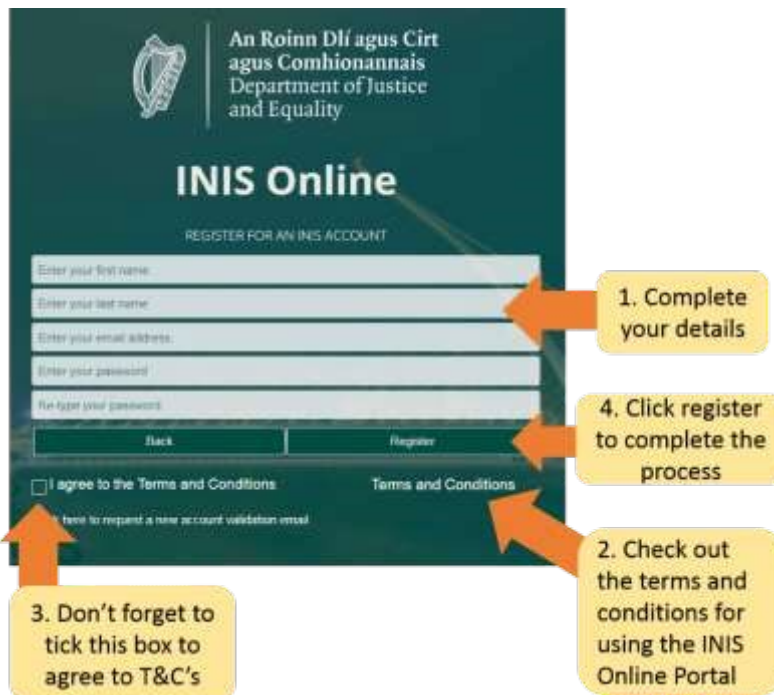 An Roinn Dlí agus Cirt
agus Comhionannais
Department of Justice
and Equality
INIS Online
REGISTER FOR AN INIS ACCOUNT
Enter your first name
Enter your last name
Enter your email address
Enter your password
Re-type your password
Back
Register
I agree to the Terms and Conditions
Terms and Conditions
here to request a new account validation email
1. Complete
your details
4. Click register
to complete the
process
2. Check out
the terms and
conditions for
using the INIS
Online Portal
3. Don't forget to
tick this box to
agree to T&C's